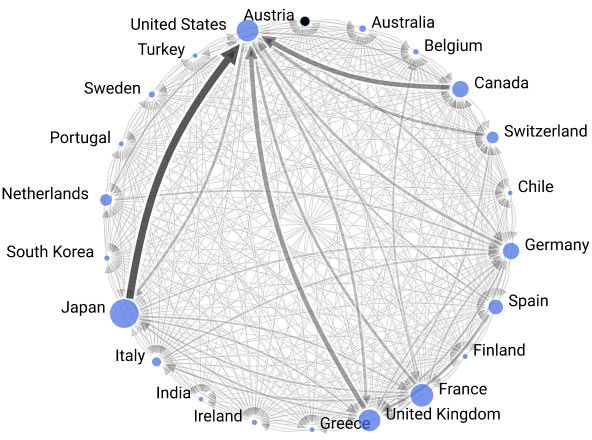 Austria
United States
Australia
Turkey
Belgium
Sweden
Canada
Portugal
Switzerland
Netherlands
Chile
South Korea
Germany
Japan
Spain
Italy
Finland
India
France
Ireland
Greece
United Kingdom